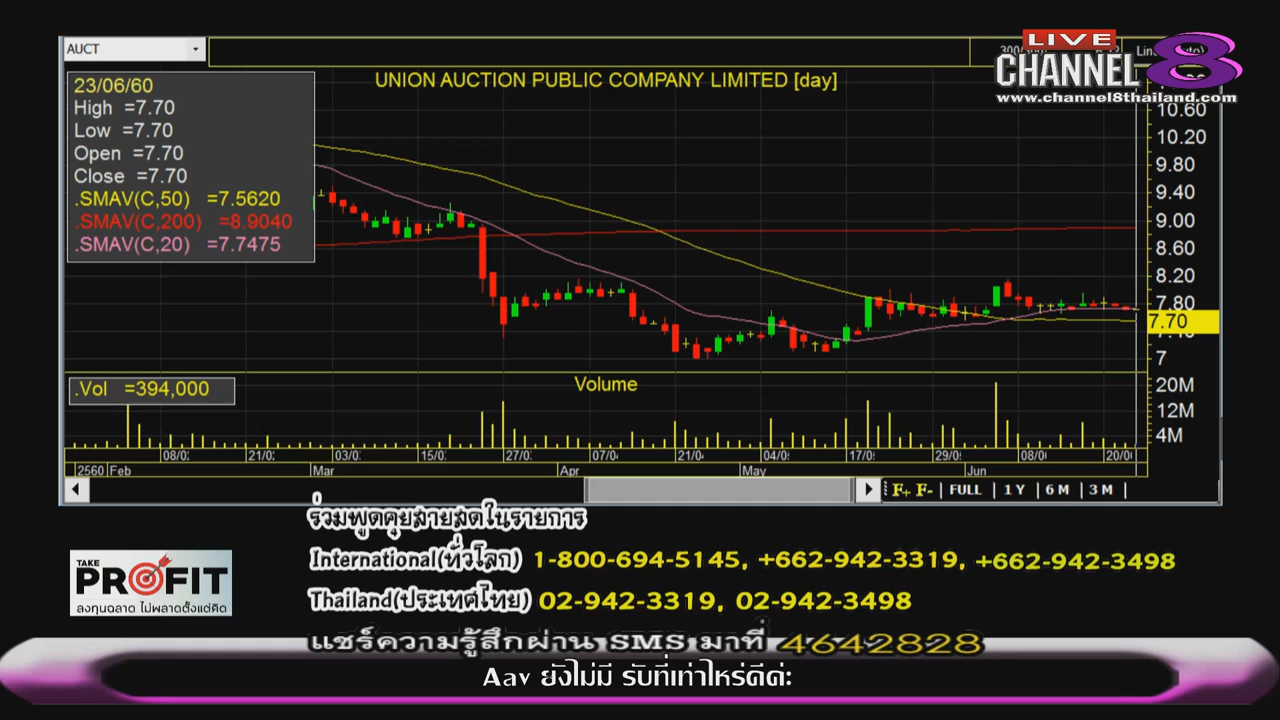 AUCT
LIVE
CHANNEL 8
www.channel8thailand.com
UNION AUCTION PUBLIC COMPANY LIMITED [day]
23/06/60
High =7.70
Low =7.70
Open =7.70
Close =7.70
.SMAV(C,50) =7.5620
.SMAV(C,200) =8.9040
.SMAV(C,20) =7.7475
10.60
10.20
9.80
9.40
9.00
8.60
8.20
7.80
7.70
7
.Vol =394,000
Volume
20M
12M
4M
08/0 21/0 03/0 15/0 27/0 07/0 21/0 04/0 17/0 29/0 08/0 20/0
2560 Feb Mar Apr May Jun
F+ F- | FULL | 1 Y | 6 M | 3 M |
ร่วมพูดคุยสายสดในรายการ
International(ทั่วโลก) 1-800-694-5145, +662-942-3319, +662-942-3498
TAKE
PROFIT
ลงทุนฉลาด ไม่พลาดตั้งแต่คิด
Thailand(ประเทศไทย) 02-942-3319, 02-942-3498
แชร์ความรู้สึกผ่าน SMS มาที่ 4642828
Aav ยังไม่มี รับที่เท่าไหร่ดีค่ะ